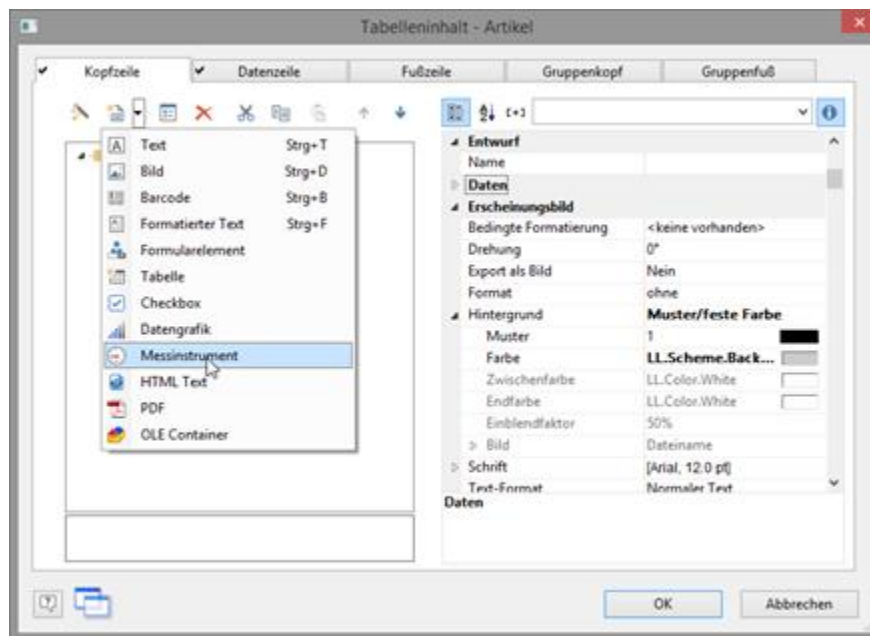 Tabelleninhalt - Artikel
Kopfzeile Datenzeile Fußzeile Gruppenkopf Gruppenfuß
Text Strg+T
Bild Strg+D
Barcode Strg+B
Formatierter Text Strg+F
Formularelement
Tabelle
Checkbox
Datengrafik
Messinstrument
HTML Text
PDF
OLE Container
Entwurf
Name
Daten
Erscheinungsbild
Bedingte Formatierung <keine vorhanden>
Drehung 0°
Export als Bild Nein
Format ohne
Hintergrund Muster/feste Farbe
Muster 1
Farbe LL.Scheme.Back...
Zwischenfarbe LL.Color.White
Endfarbe LL.Color.White
Einblendfaktor 50%
Bild Dateiname
Schrift [Arial, 12.0 pt]
Text-Format Normaler Text
Daten
OK Abbrechen